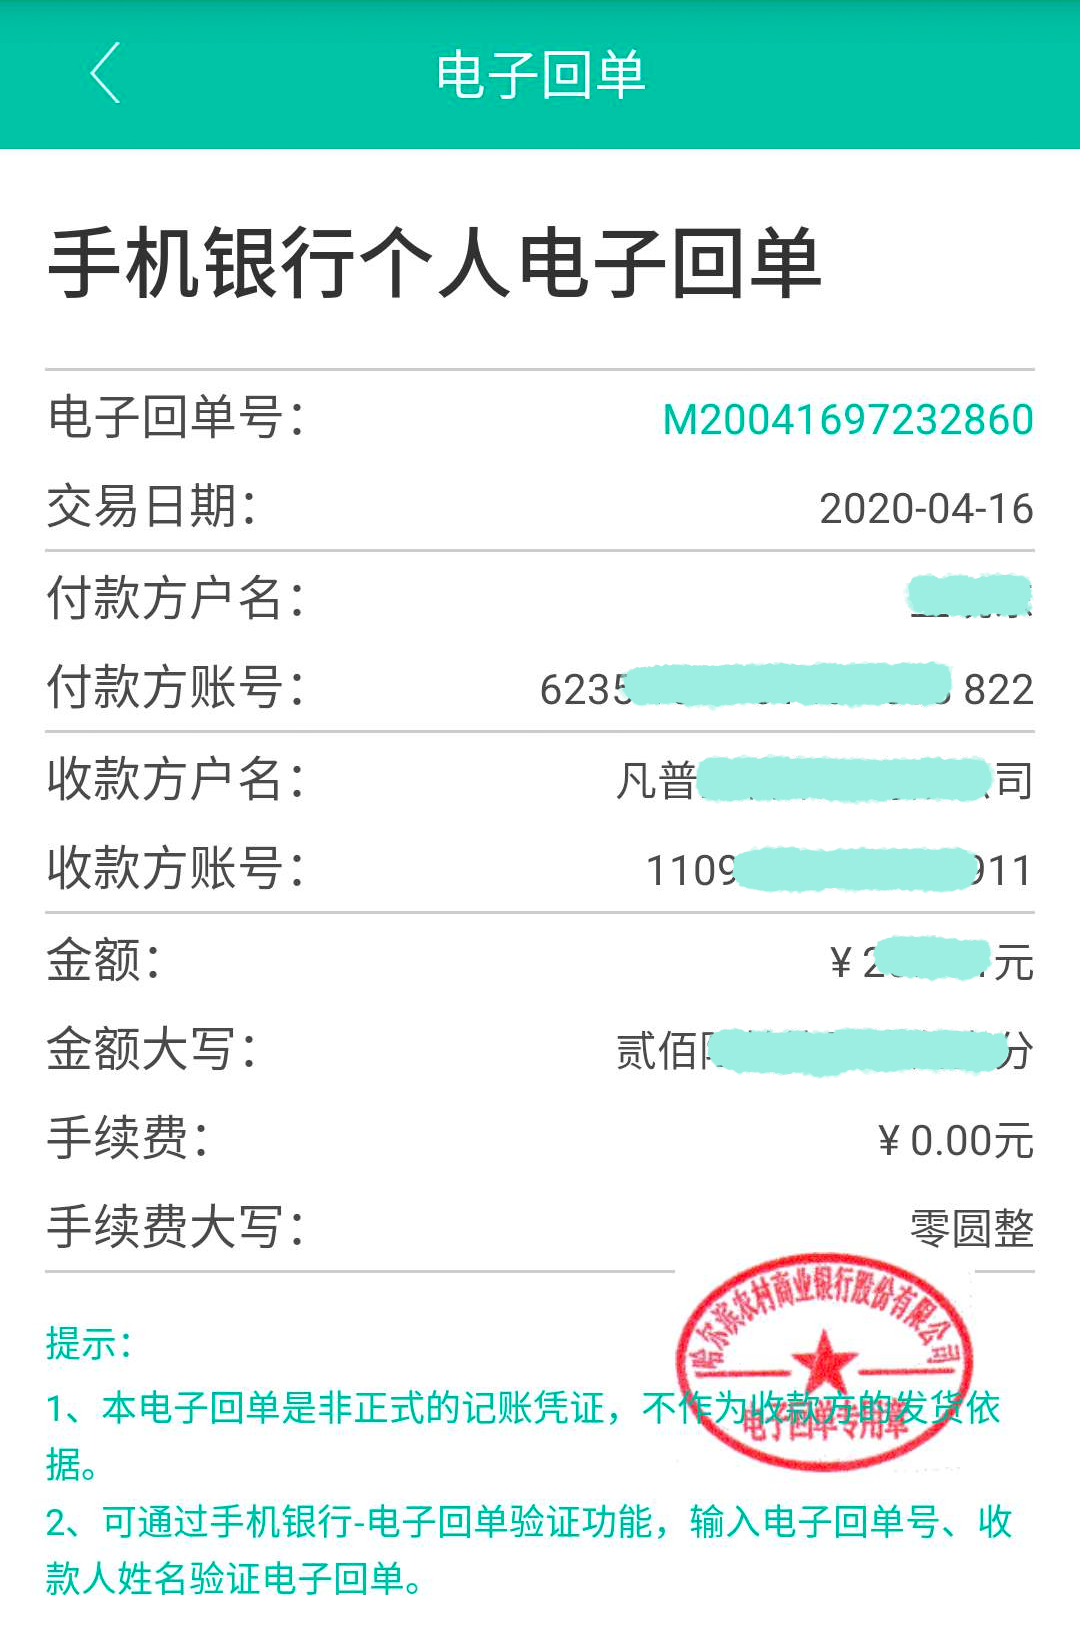 电子回单
手机银行个人电子回单
电子回单号: M20041697232860
交易日期: 2020-04-16
付款方户名:
付款方账号: 6235 822
收款方户名: 凡普 司
收款方账号: 1109 911
金额: ¥ 2 元
金额大写: 贰佰 分
手续费: ¥ 0.00元
手续费大写: 零圆整
哈尔滨农村商业银行股份有限公司
电子回单专用章
提示:
1、本电子回单是非正式的记账凭证，不作为收款方的发货依
据。
2、可通过手机银行-电子回单验证功能，输入电子回单号、收
款人姓名验证电子回单。